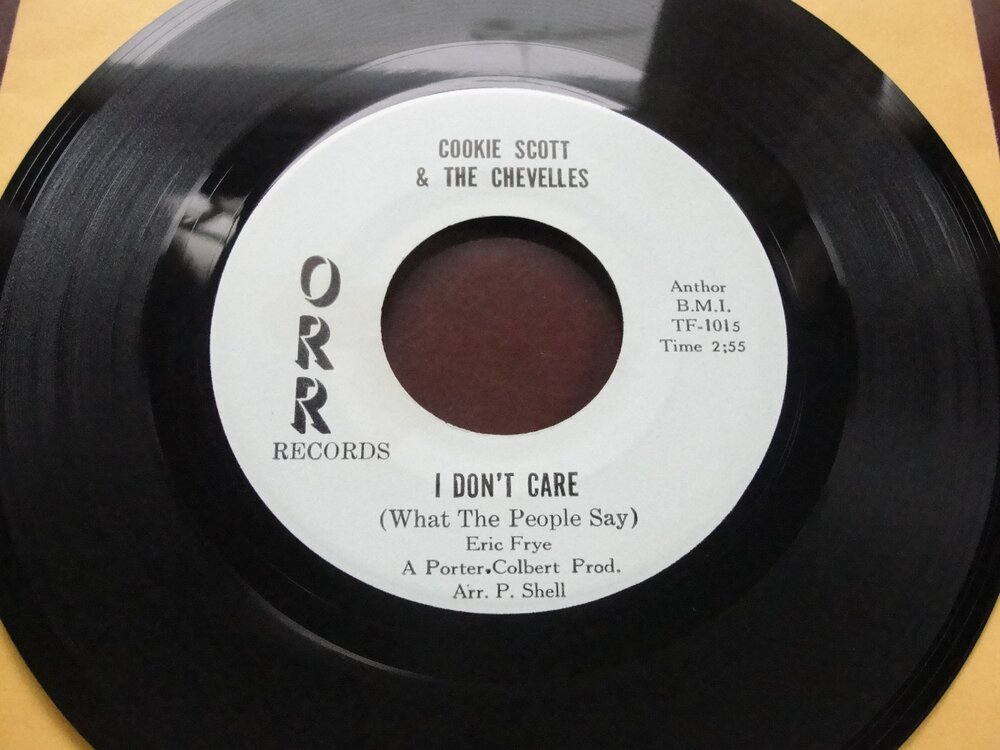 COOKIE SCOTT
& THE CHEVELLES
ORR
RECORDS
Anthor
B.M.I.
TF-1015
Time 2;55
I DON'T CARE
(What The People Say)
Eric Frye
A Porter.Colbert Prod.
Arr. P. Shell